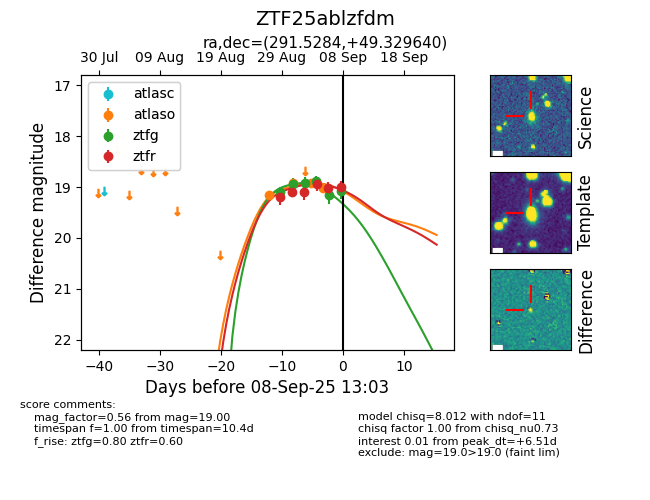 ZTF25ablzfdm
ra,dec=(291.5284,+49.329640)
30 Jul 09 Aug 19 Aug 29 Aug 08 Sep 18 Sep
17
18
19
20
21
22
Difference magnitude
atlasc
atlaso
ztfg
ztfr
−40 −30 −20 −10 0 10
Days before 08-Sep-25 13:03
Science
Template
Difference
score comments:
mag_factor=0.56 from mag=19.00
timespan f=1.00 from timespan=10.4d
f_rise: ztfg=0.80 ztfr=0.60
model chisq=8.012 with ndof=11
chisq factor 1.00 from chisq_nu0.73
interest 0.01 from peak_dt=+6.51d
exclude: mag=19.0>19.0 (faint lim)